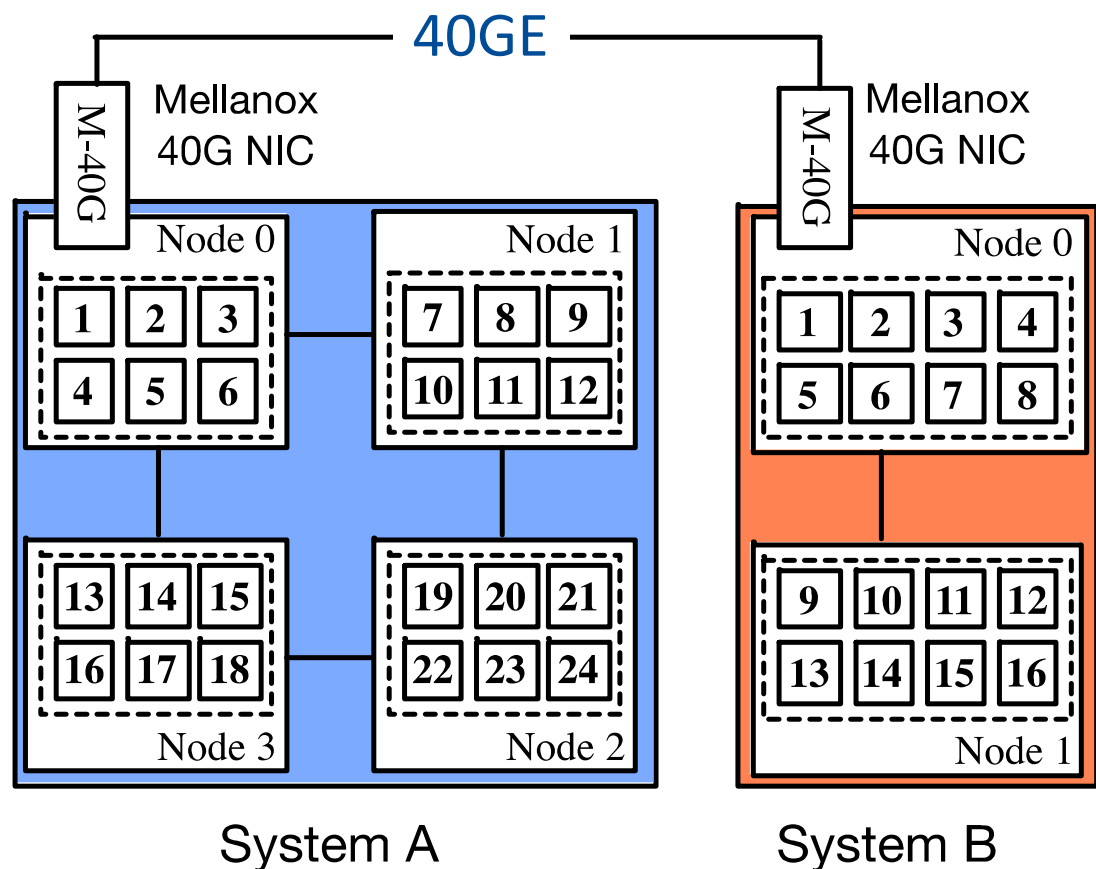 40GE
Mellanox
40G NIC
M-40G
Mellanox
40G NIC
M-40G
Node 0
1 2 3
4 5 6
Node 1
7 8 9
10 11 12
13 14 15
16 17 18
Node 3
19 20 21
22 23 24
Node 2
System A
Node 0
1 2 3 4
5 6 7 8
9 10 11 12
13 14 15 16
Node 1
System B